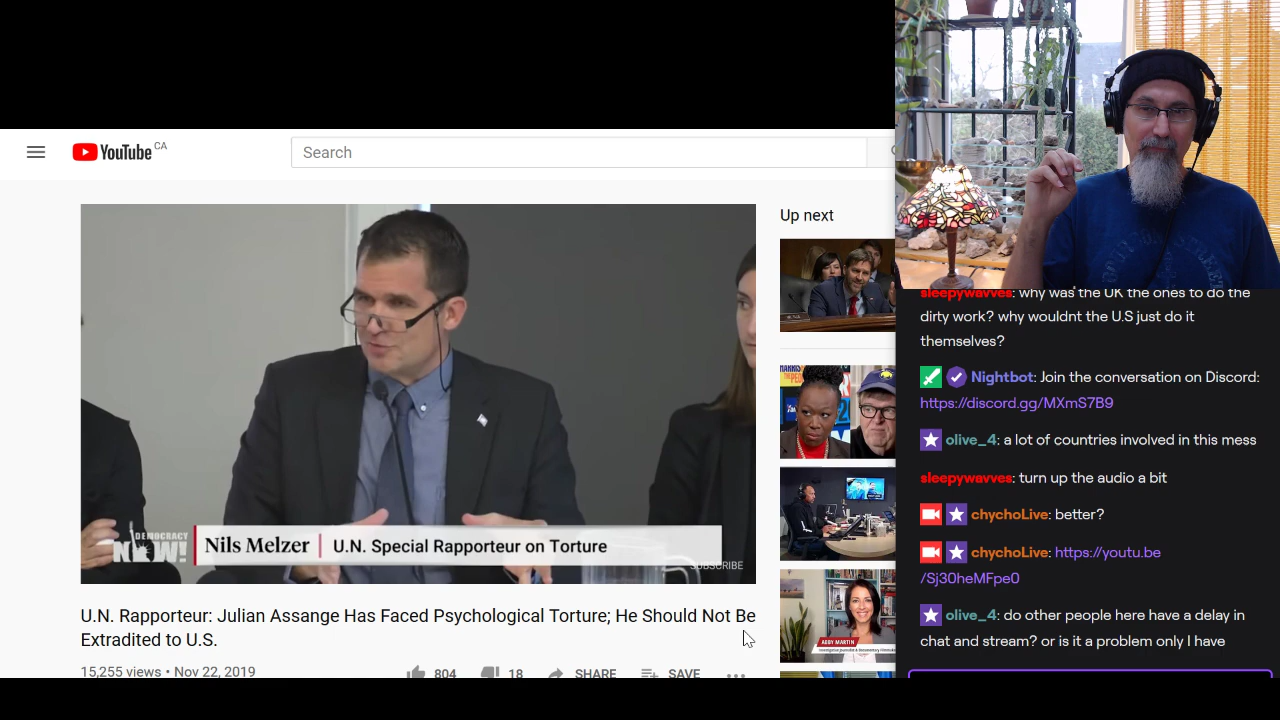 YouTube CA
Search
Up next
DEMOCRACY
NOW!
Nils Melzer | U.N. Special Rapporteur on Torture
SUBSCRIBE
U.N. Rapporteur: Julian Assange Has Faced Psychological Torture; He Should Not Be
Extradited to U.S.
15,255 views • Nov 22, 2019
804
18
SHARE
SAVE
ABBY MARTIN
sleepywavves: why was the UK the ones to do the
dirty work? why wouldnt the U.S just do it
themselves?
Nightbot: Join the conversation on Discord:
https://discord.gg/MXmS7B9
olive_4: a lot of countries involved in this mess
sleepywavves: turn up the audio a bit
chychoLive: better?
chychoLive: https://youtu.be
/Sj30heMFpe0
olive_4: do other people here have a delay in
chat and stream? or is it a problem only I have